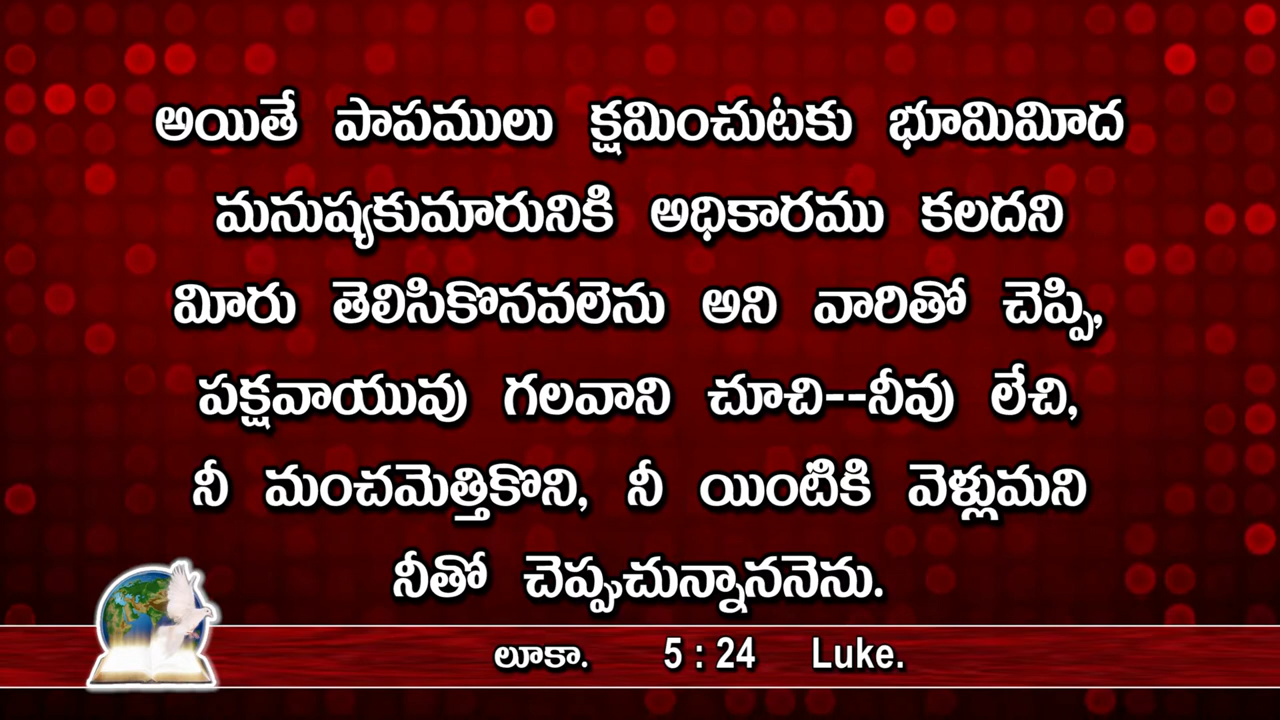 అయితే పాపములు క్షమించుటకు భూమిమీద
మనుష్యకుమారునికి అధికారము కలదని
మీరు తెలిసికొనవలెను అని వారితో చెప్పి,
పక్షవాయువు గలవాని చూచి--నీవు లేచి,
నీ మంచమెత్తికొని, నీ యింటికి వెళ్లుమని
నీతో చెప్పుచున్నాననెను.
లూకా. 5 : 24 Luke.